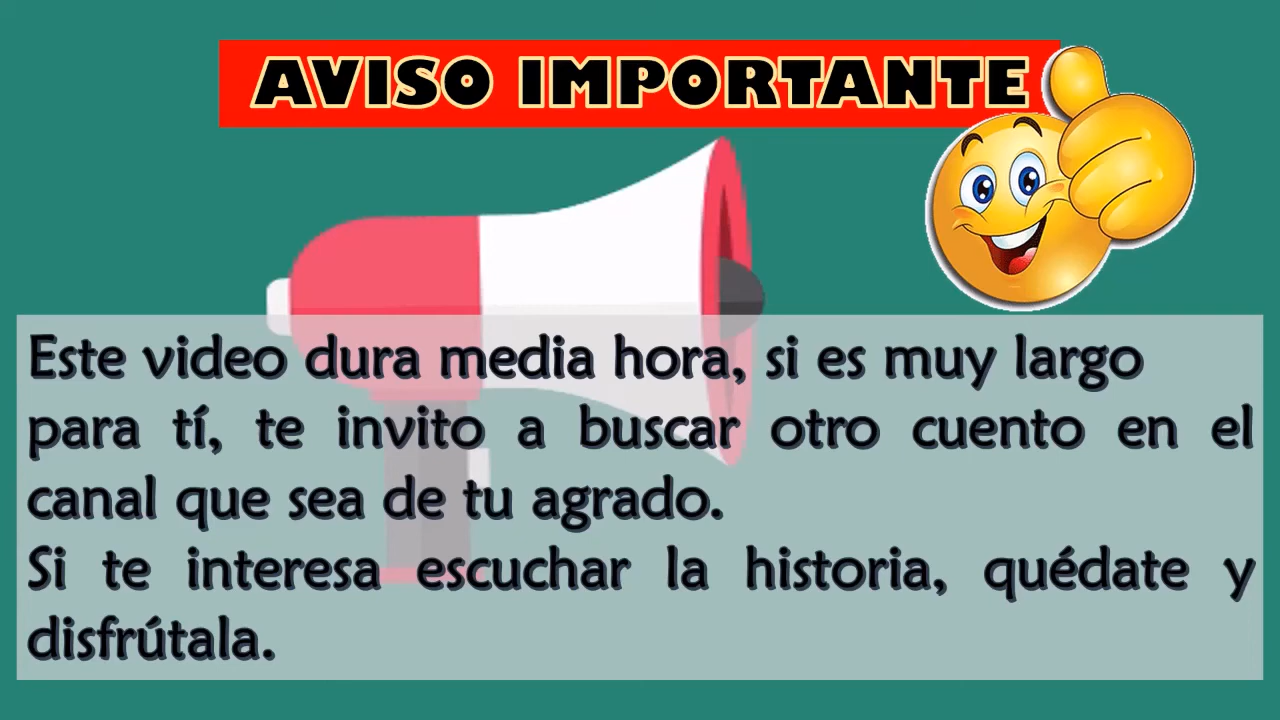 AVISO IMPORTANTE
Este video dura media hora, si es muy largo
para tí, te invito a buscar otro cuento en el
canal que sea de tu agrado.
Si te interesa escuchar la historia, quédate y
disfrútala.